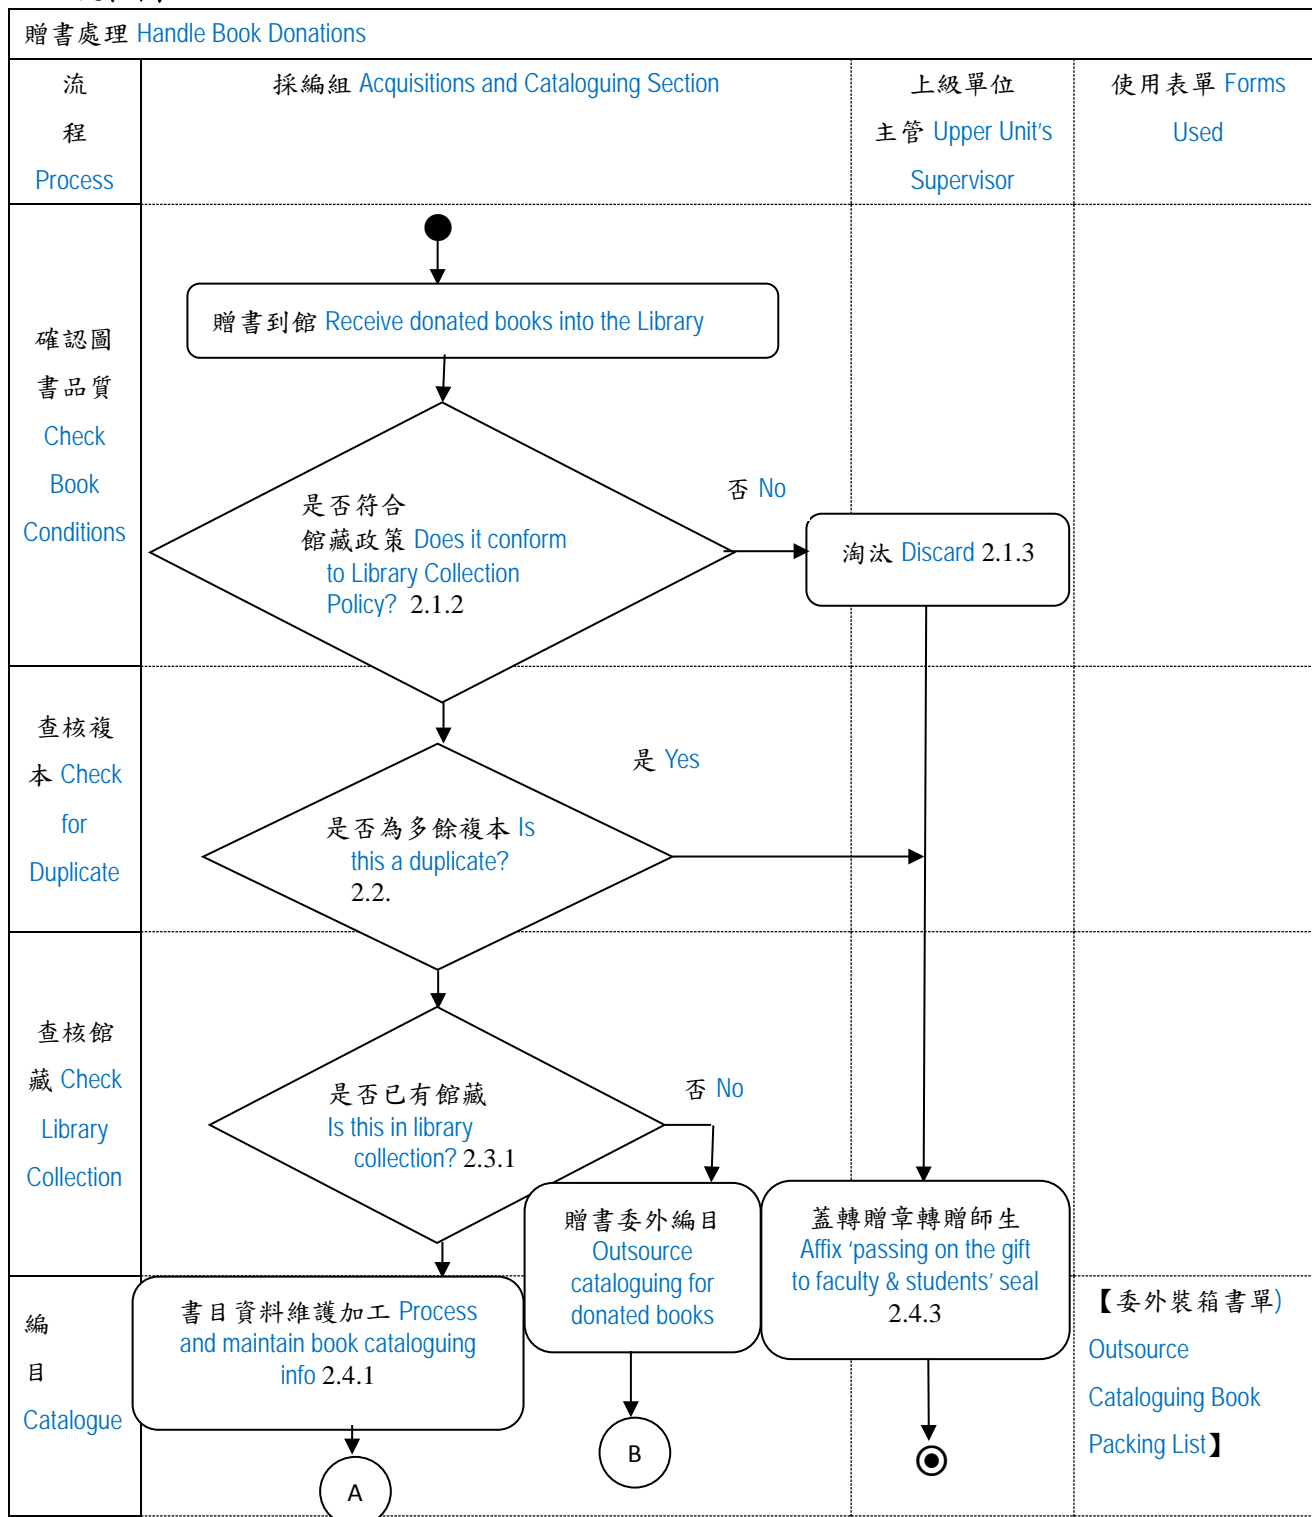 贈書處理 Handle Book Donations
流
程
Process
採編組 Acquisitions and Cataloguing Section
上級單位
主管 Upper Unit's
Supervisor
使用表單 Forms
Used
確認圖
書品質
Check
Book
Conditions
贈書到館 Receive donated books into the Library
是否符合
館藏政策 Does it conform
to Library Collection
Policy? 2.1.2
否 No
淘汰 Discard 2.1.3
查核複
本 Check
for
Duplicate
是否為多餘複本 Is
this a duplicate?
2.2.
是 Yes
查核館
藏 Check
Library
Collection
是否已有館藏
Is this in library
collection? 2.3.1
否 No
贈書委外編目
Outsource
cataloguing for
donated books
蓋轉贈章轉贈師生
Affix ‘passing on the gift
to faculty & students’ seal
2.4.3
編
目
Catalogue
書目資料維護加工 Process
and maintain book cataloguing
info 2.4.1
【委外裝箱書單)
Outsource
Cataloguing Book
Packing List】
A
B